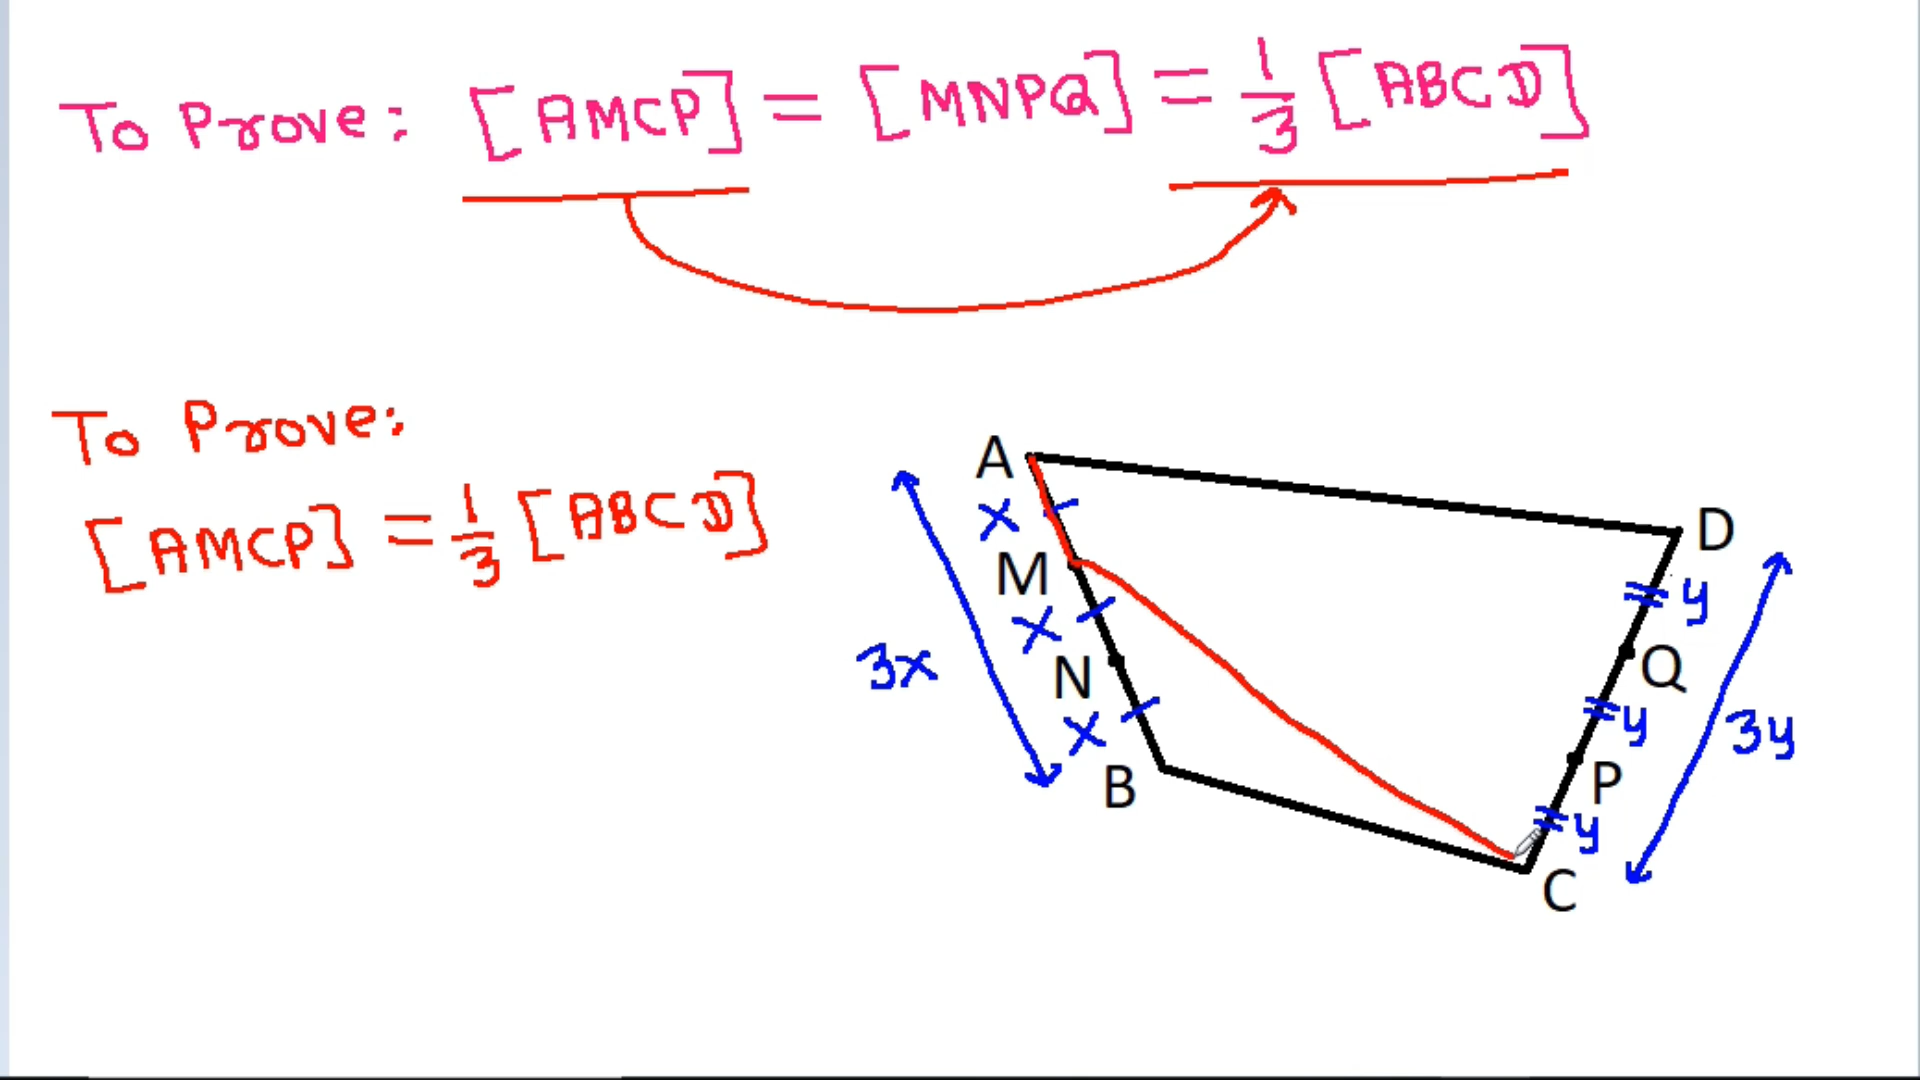 To Prove: [AMCP] = [MNPQ] = 1/3 [ABCD]
To Prove:
[AMCP] = 1/3 [ABCD]
A
D
x
M
y
x
Q
3x
N
y
3y
x
P
B
y
C